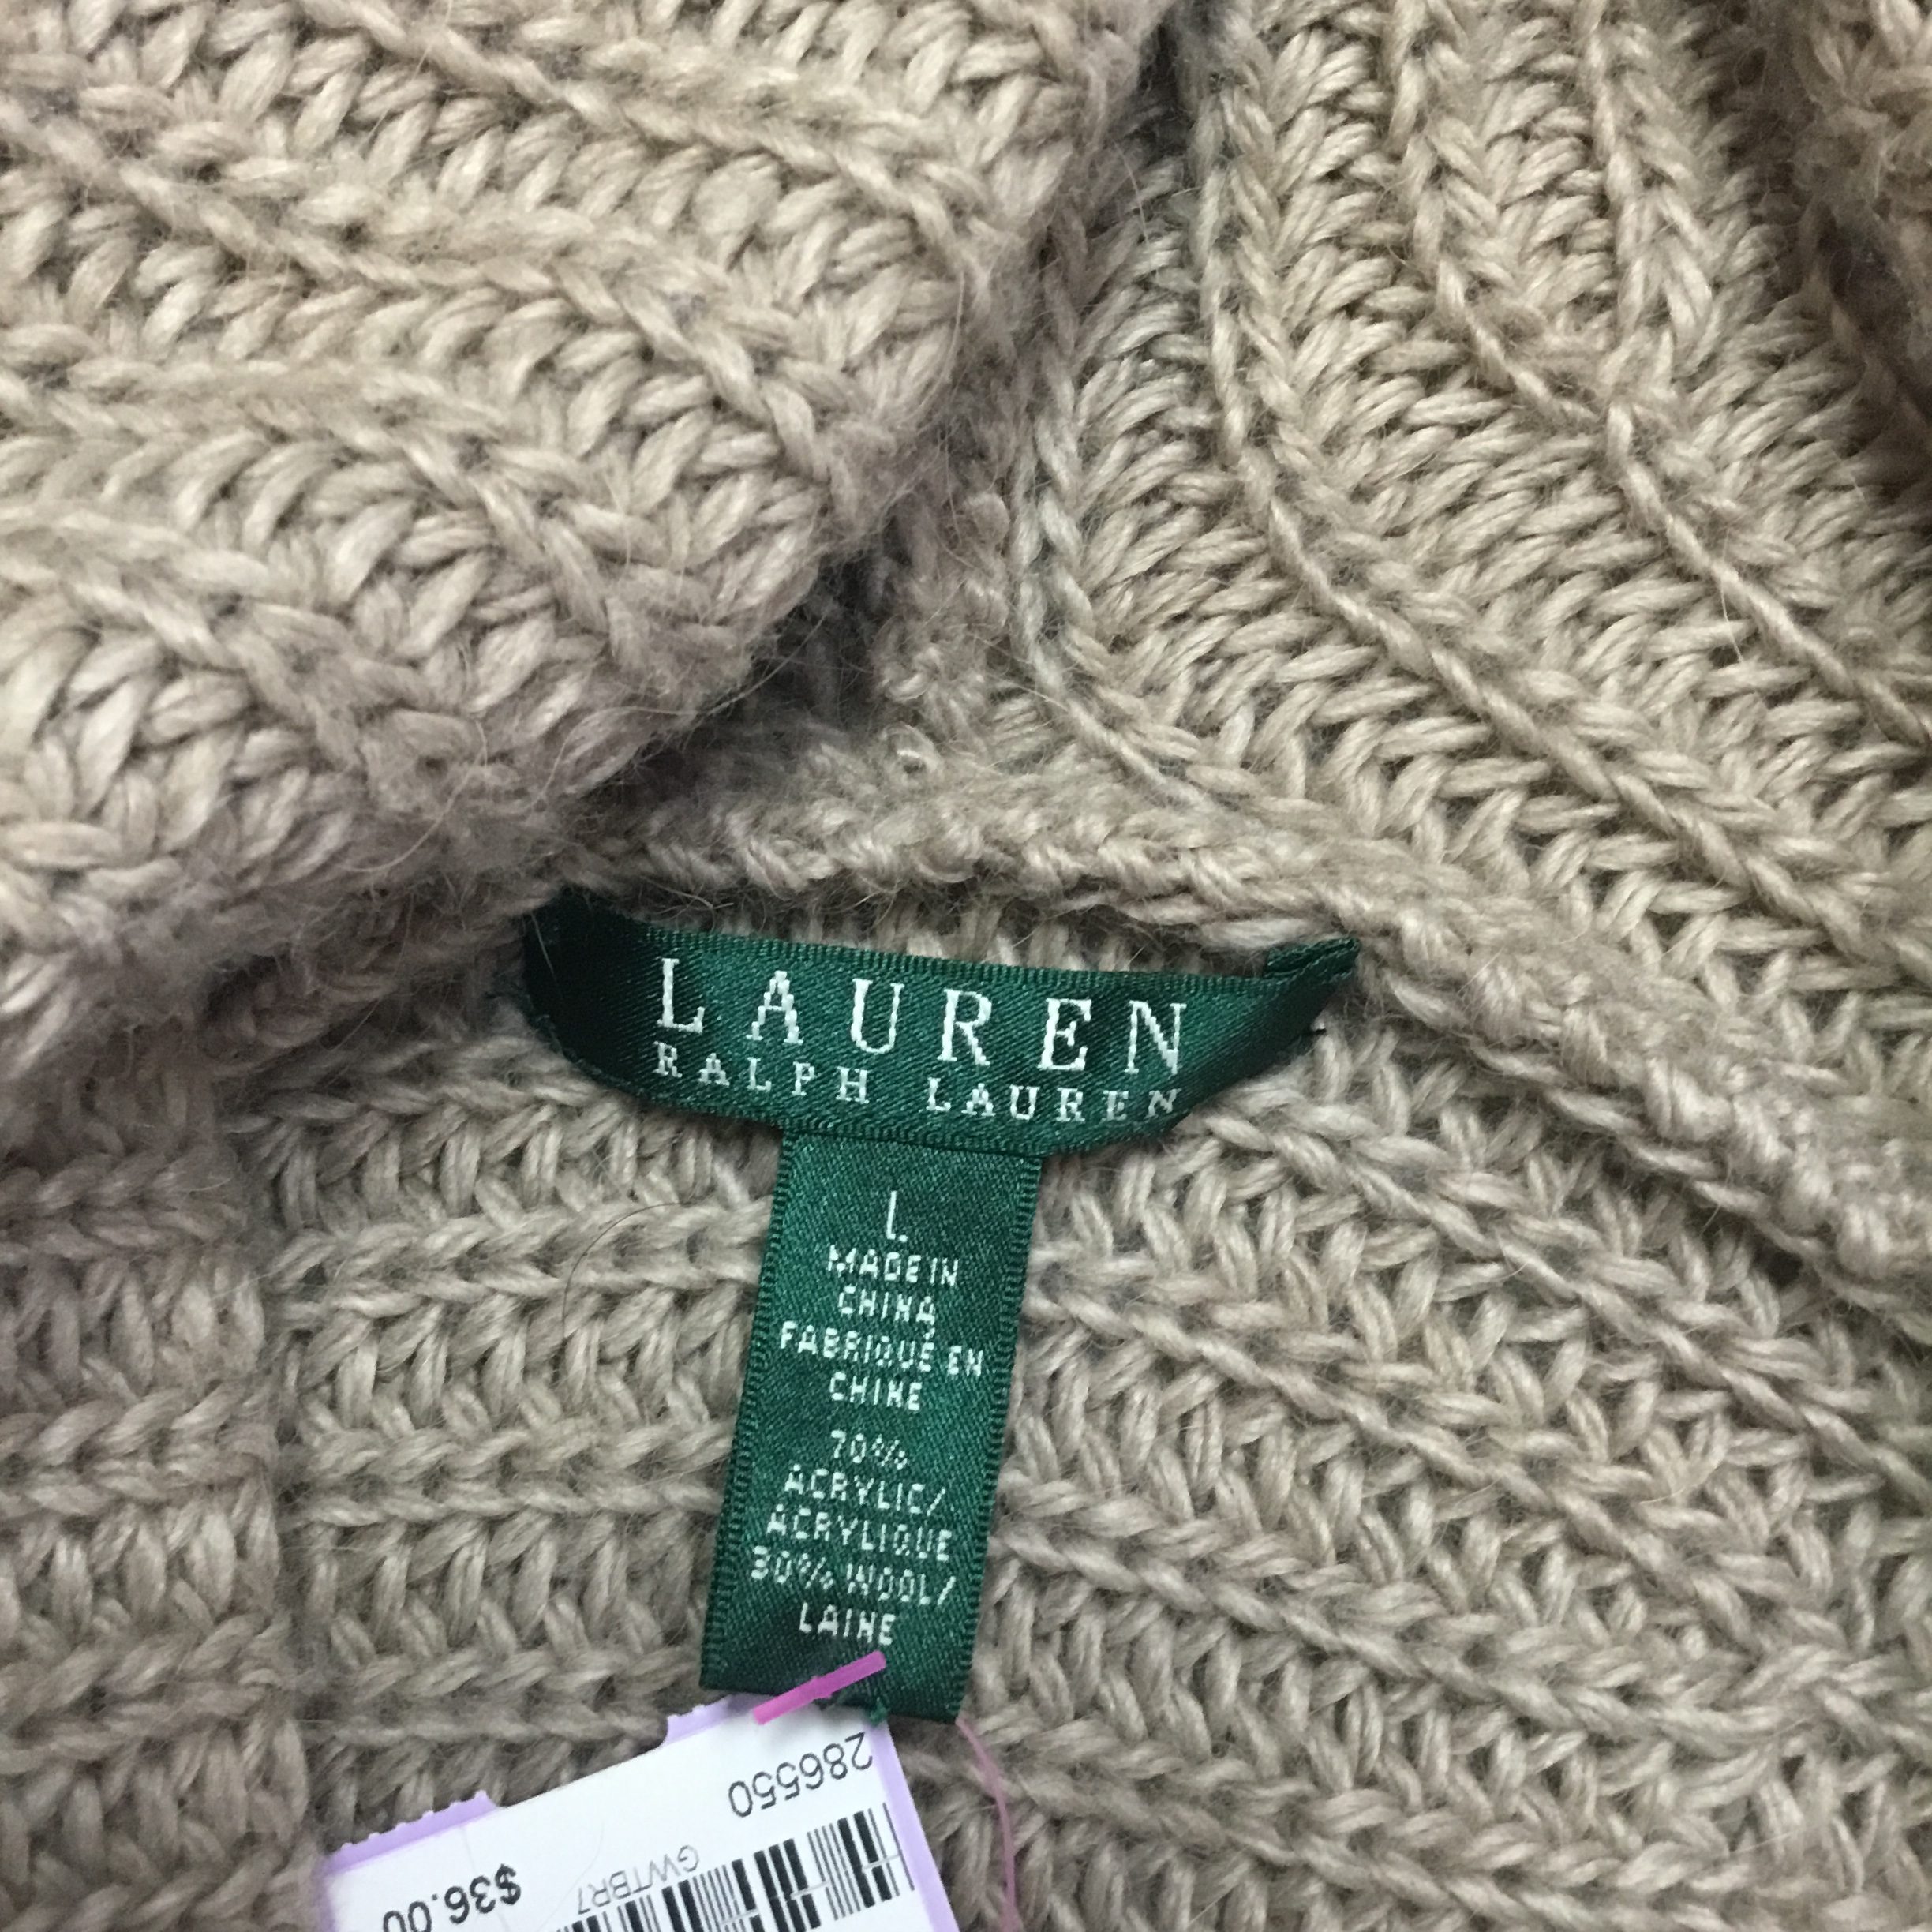 LAUREN
RALPH LAUREN
L
MADE IN
CHINA
FABRIQUÉ EN
CHINE
70%
ACRYLIC/
ACRYLIQUE
30% WOOL/
LAINE
286550
GWTBR7
$36.00